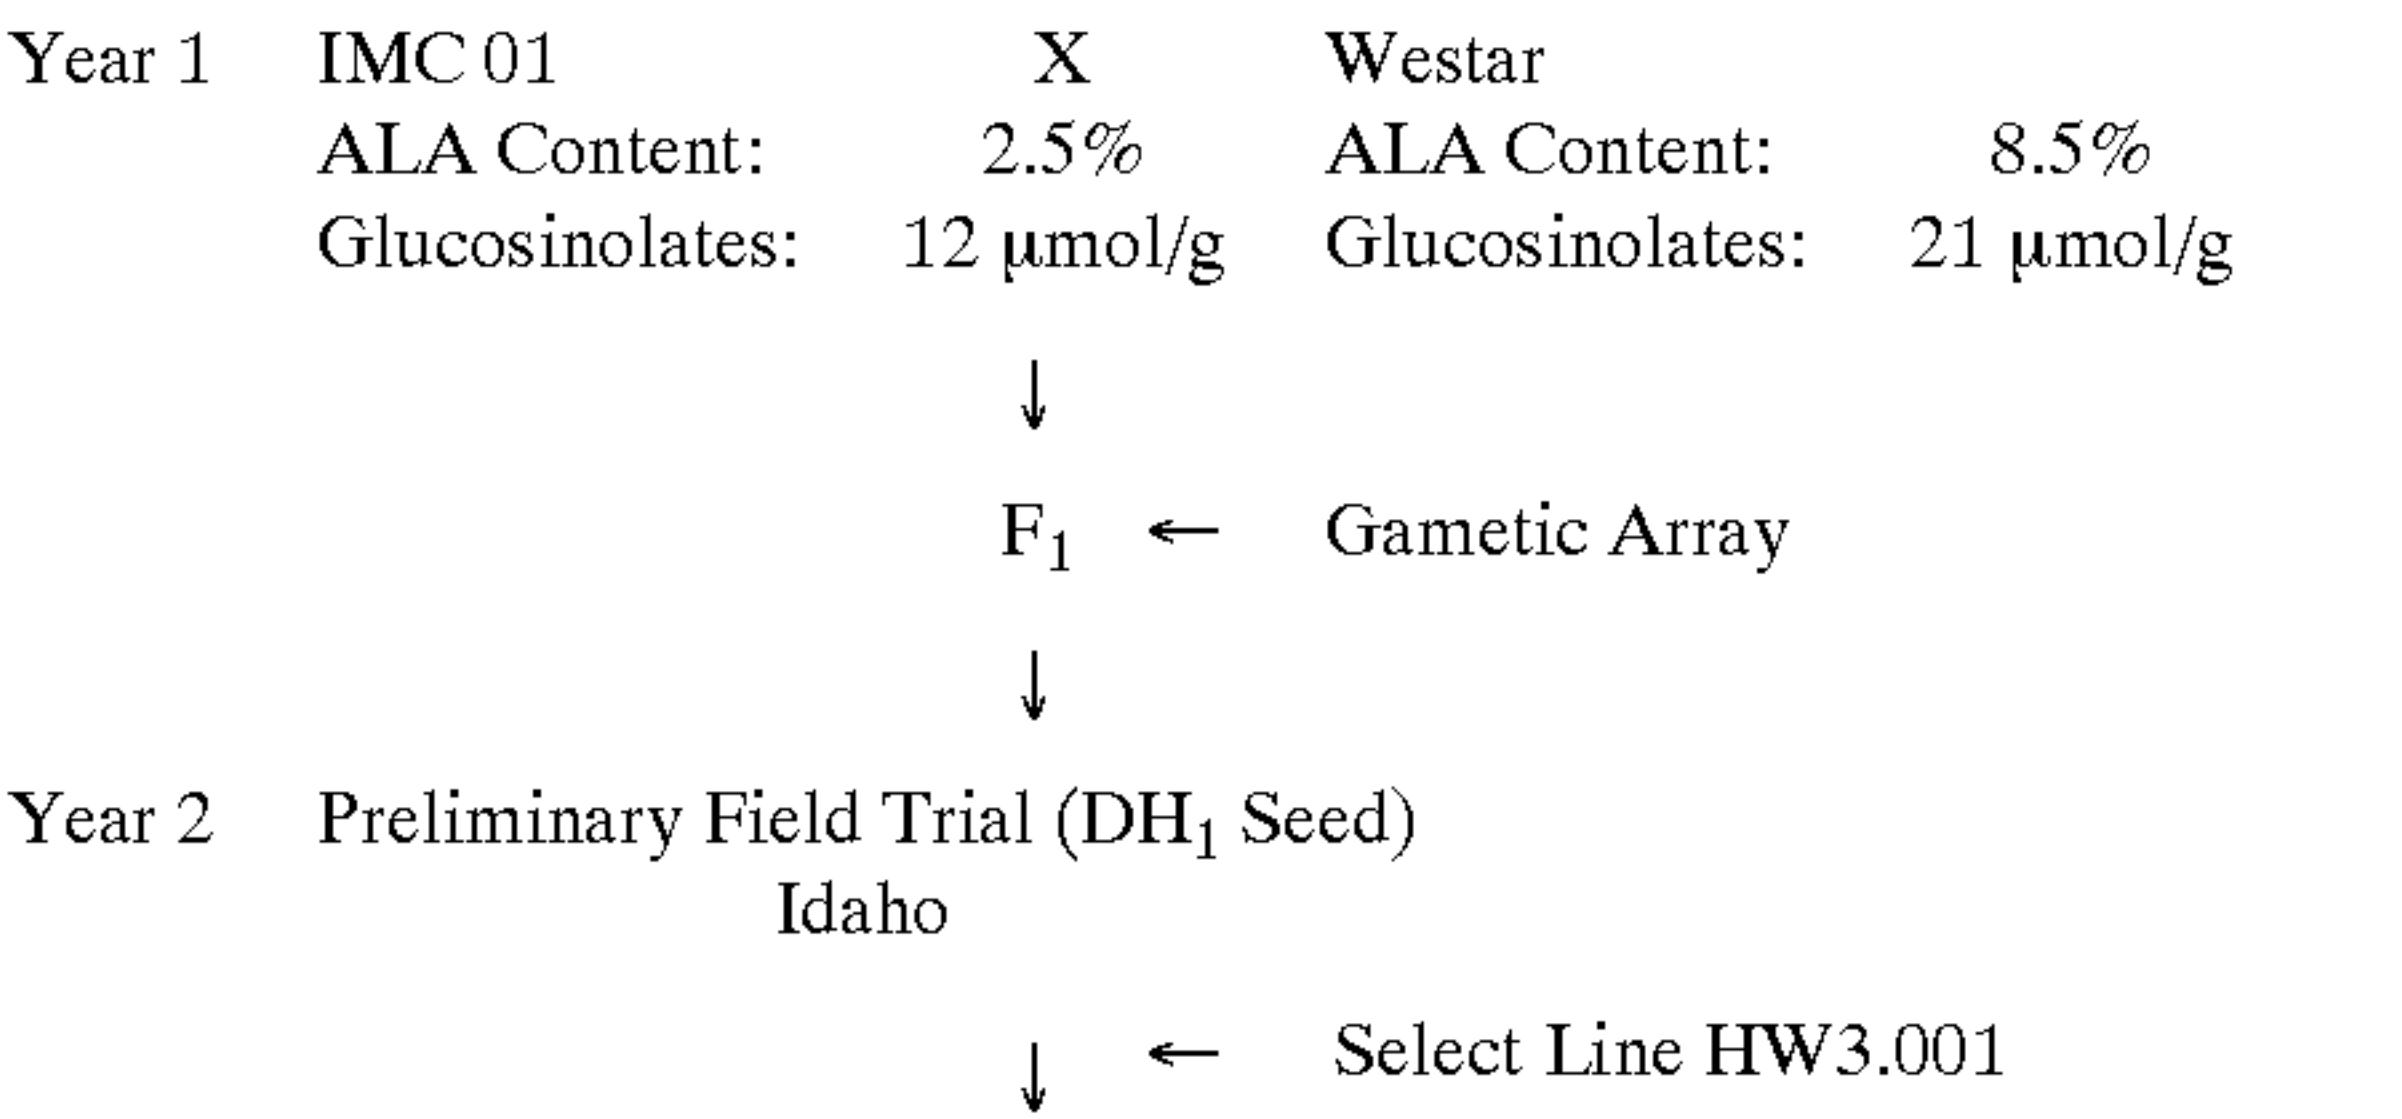 Year 1 IMC 01 X Westar
ALA Content: 2.5% ALA Content: 8.5%
Glucosinolates: 12 μmol/g Glucosinolates: 21 μmol/g
↓
F₁ ← Gametic Array
↓
Year 2 Preliminary Field Trial (DH₁ Seed)
Idaho
↓ ← Select Line HW3.001